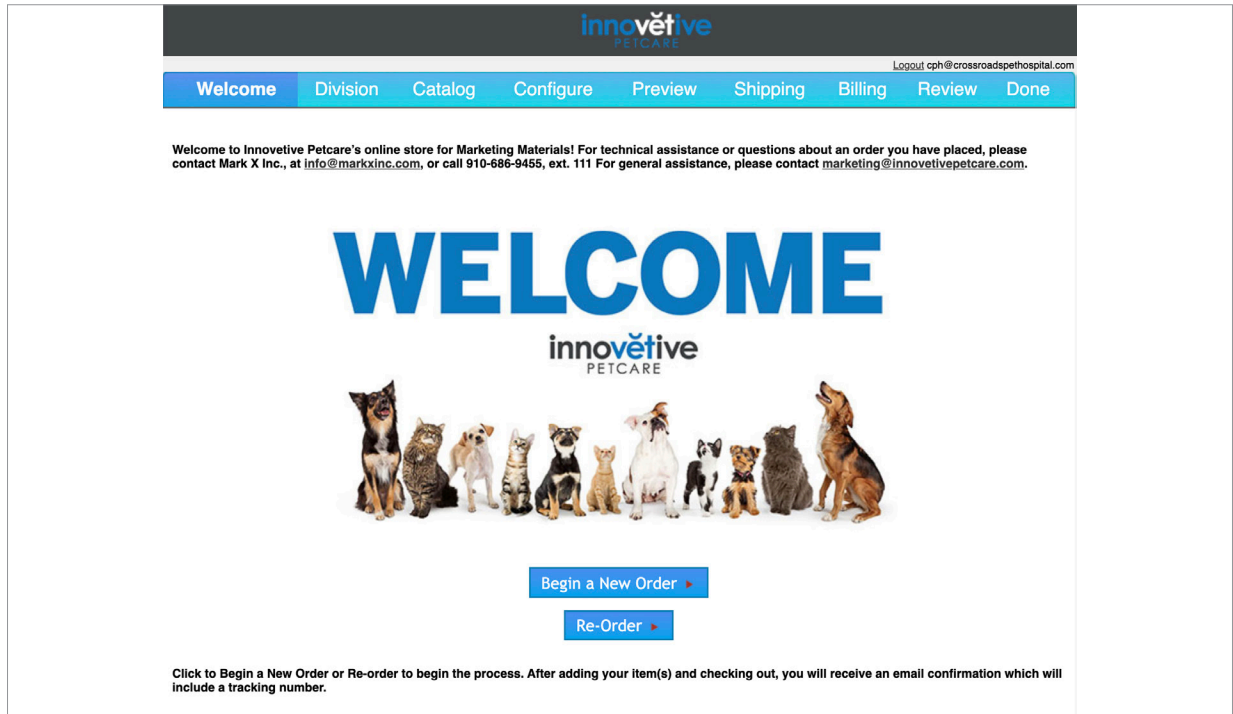 innovĕtive
PETCARE
Logout cph@crossroadspethospital.com
Welcome Division Catalog Configure Preview Shipping Billing Review Done
Welcome to Innovetive Petcare's online store for Marketing Materials! For technical assistance or questions about an order you have placed, please
contact Mark X Inc., at info@markxinc.com, or call 910-686-9455, ext. 111 For general assistance, please contact marketing@innovetivepetcare.com.
WELCOME
innovĕtive
PETCARE
Begin a New Order
Re-Order
Click to Begin a New Order or Re-order to begin the process. After adding your item(s) and checking out, you will receive an email confirmation which will
include a tracking number.